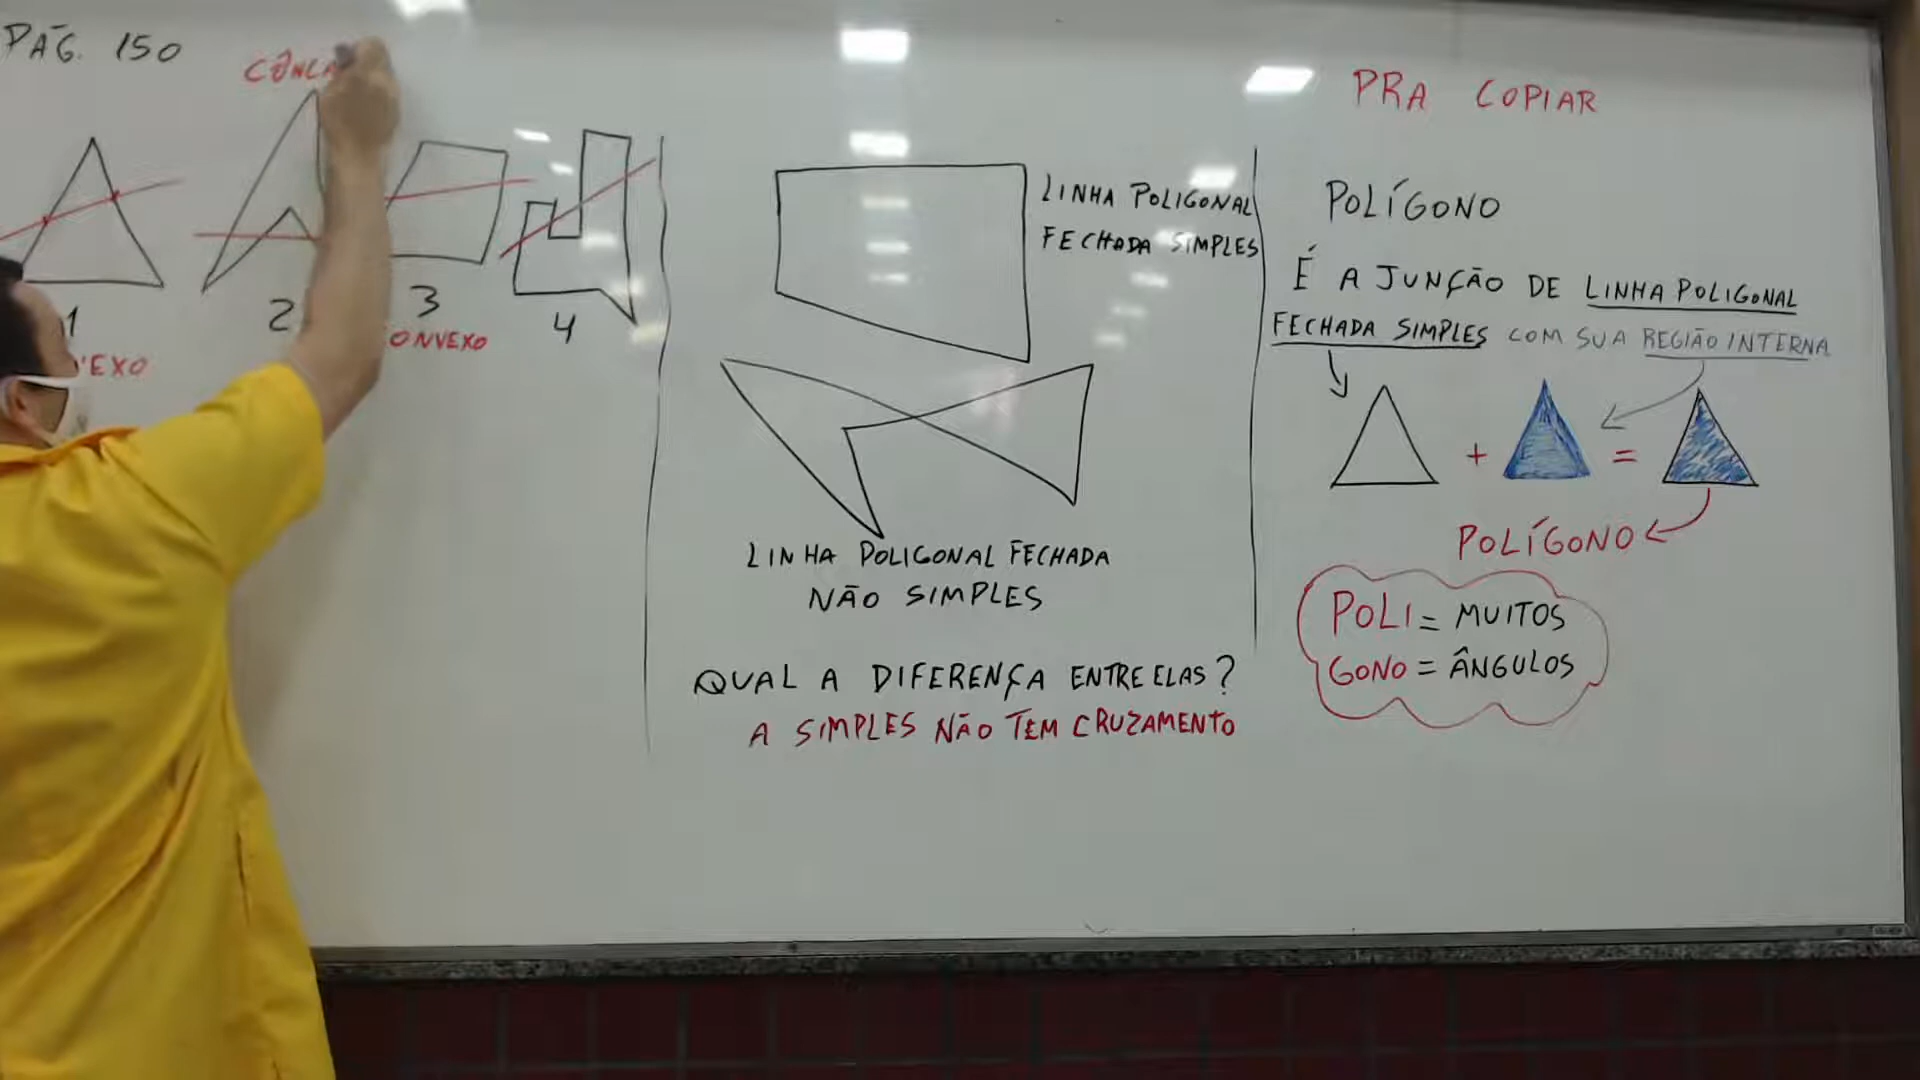 PÁG. 150
CÔNCA
1
2
3
4
VEXO
ONVEXO
LINHA POLIGONAL
FECHADA SIMPLES
LINHA POLIGONAL FECHADA
NÃO SIMPLES
QUAL A DIFERENÇA ENTRE ELAS?
A SIMPLES NÃO TEM CRUZAMENTO
PRA COPIAR
POLÍGONO
É A JUNÇÃO DE LINHA POLIGONAL
FECHADA SIMPLES COM SUA REGIÃO INTERNA
+ =
POLÍGONO
POLI = MUITOS
GONO = ÂNGULOS